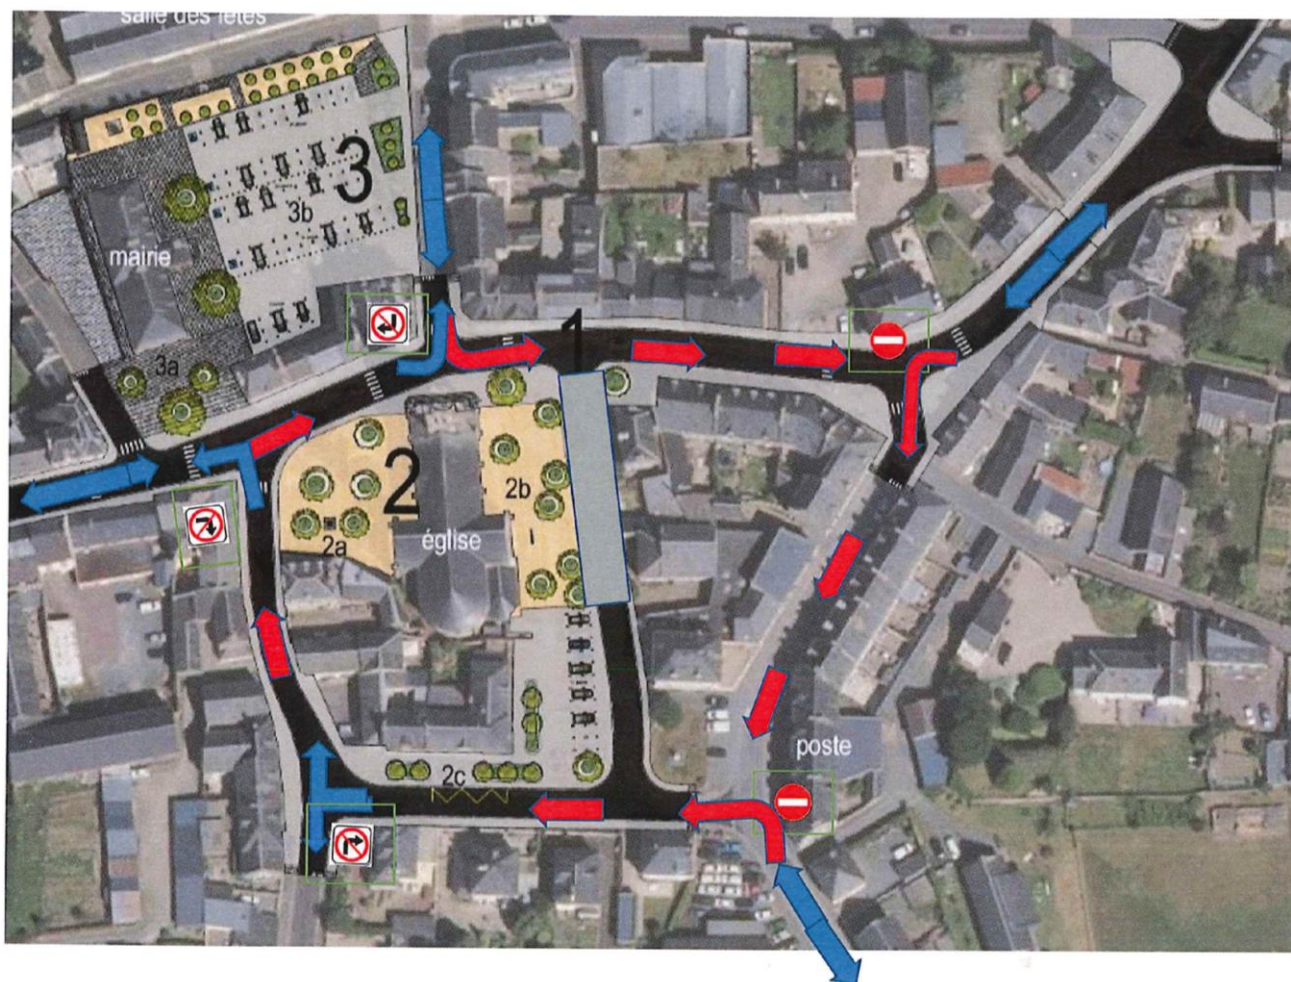 salle des fêtes
3
3b
mairie
1
3a
2
2b
2a
église
poste
2c